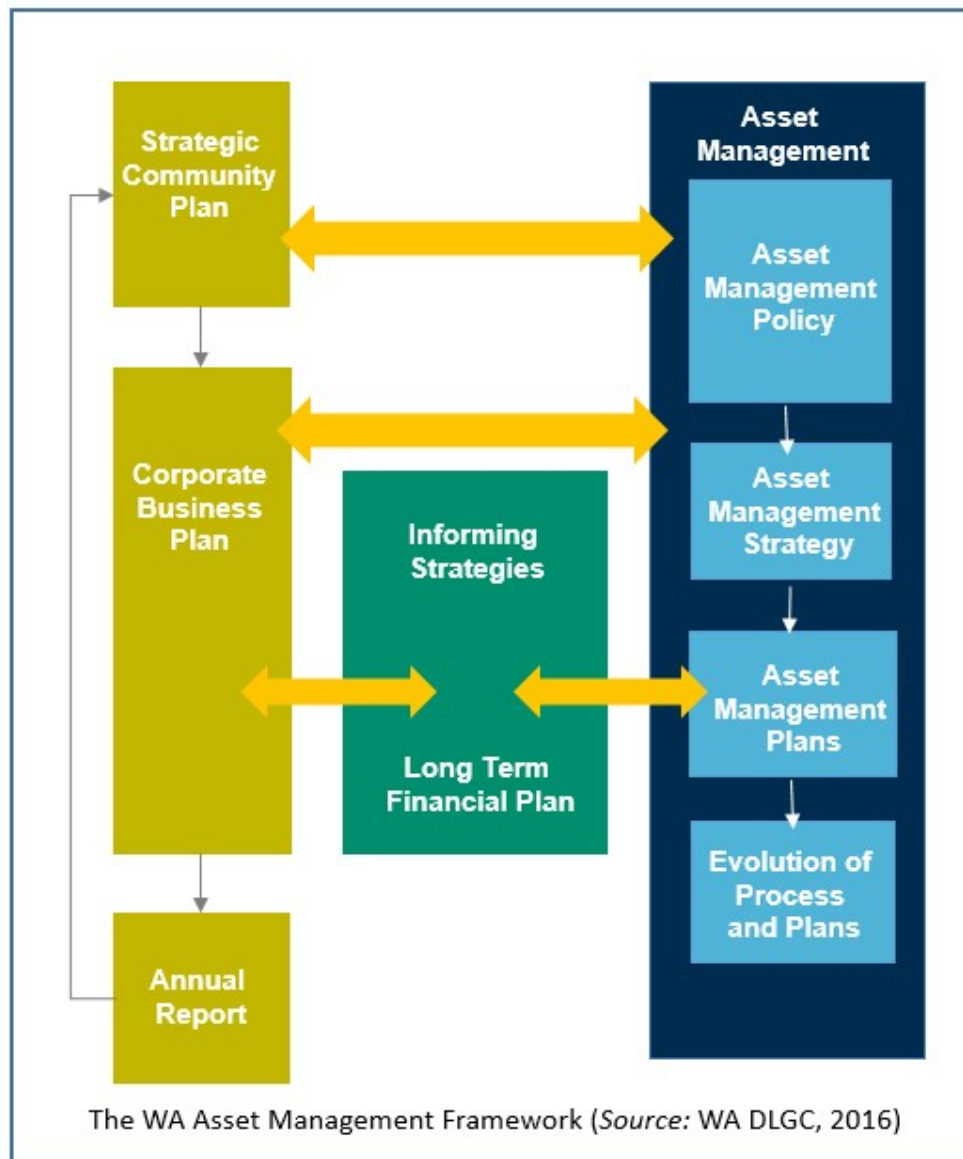 Strategic
Community
Plan
Corporate
Business
Plan
Annual
Report
Informing
Strategies
Long Term
Financial Plan
Asset
Management
Asset
Management
Policy
Asset
Management
Strategy
Asset
Management
Plans
Evolution of
Process
and Plans
The WA Asset Management Framework (Source: WA DLGC, 2016)